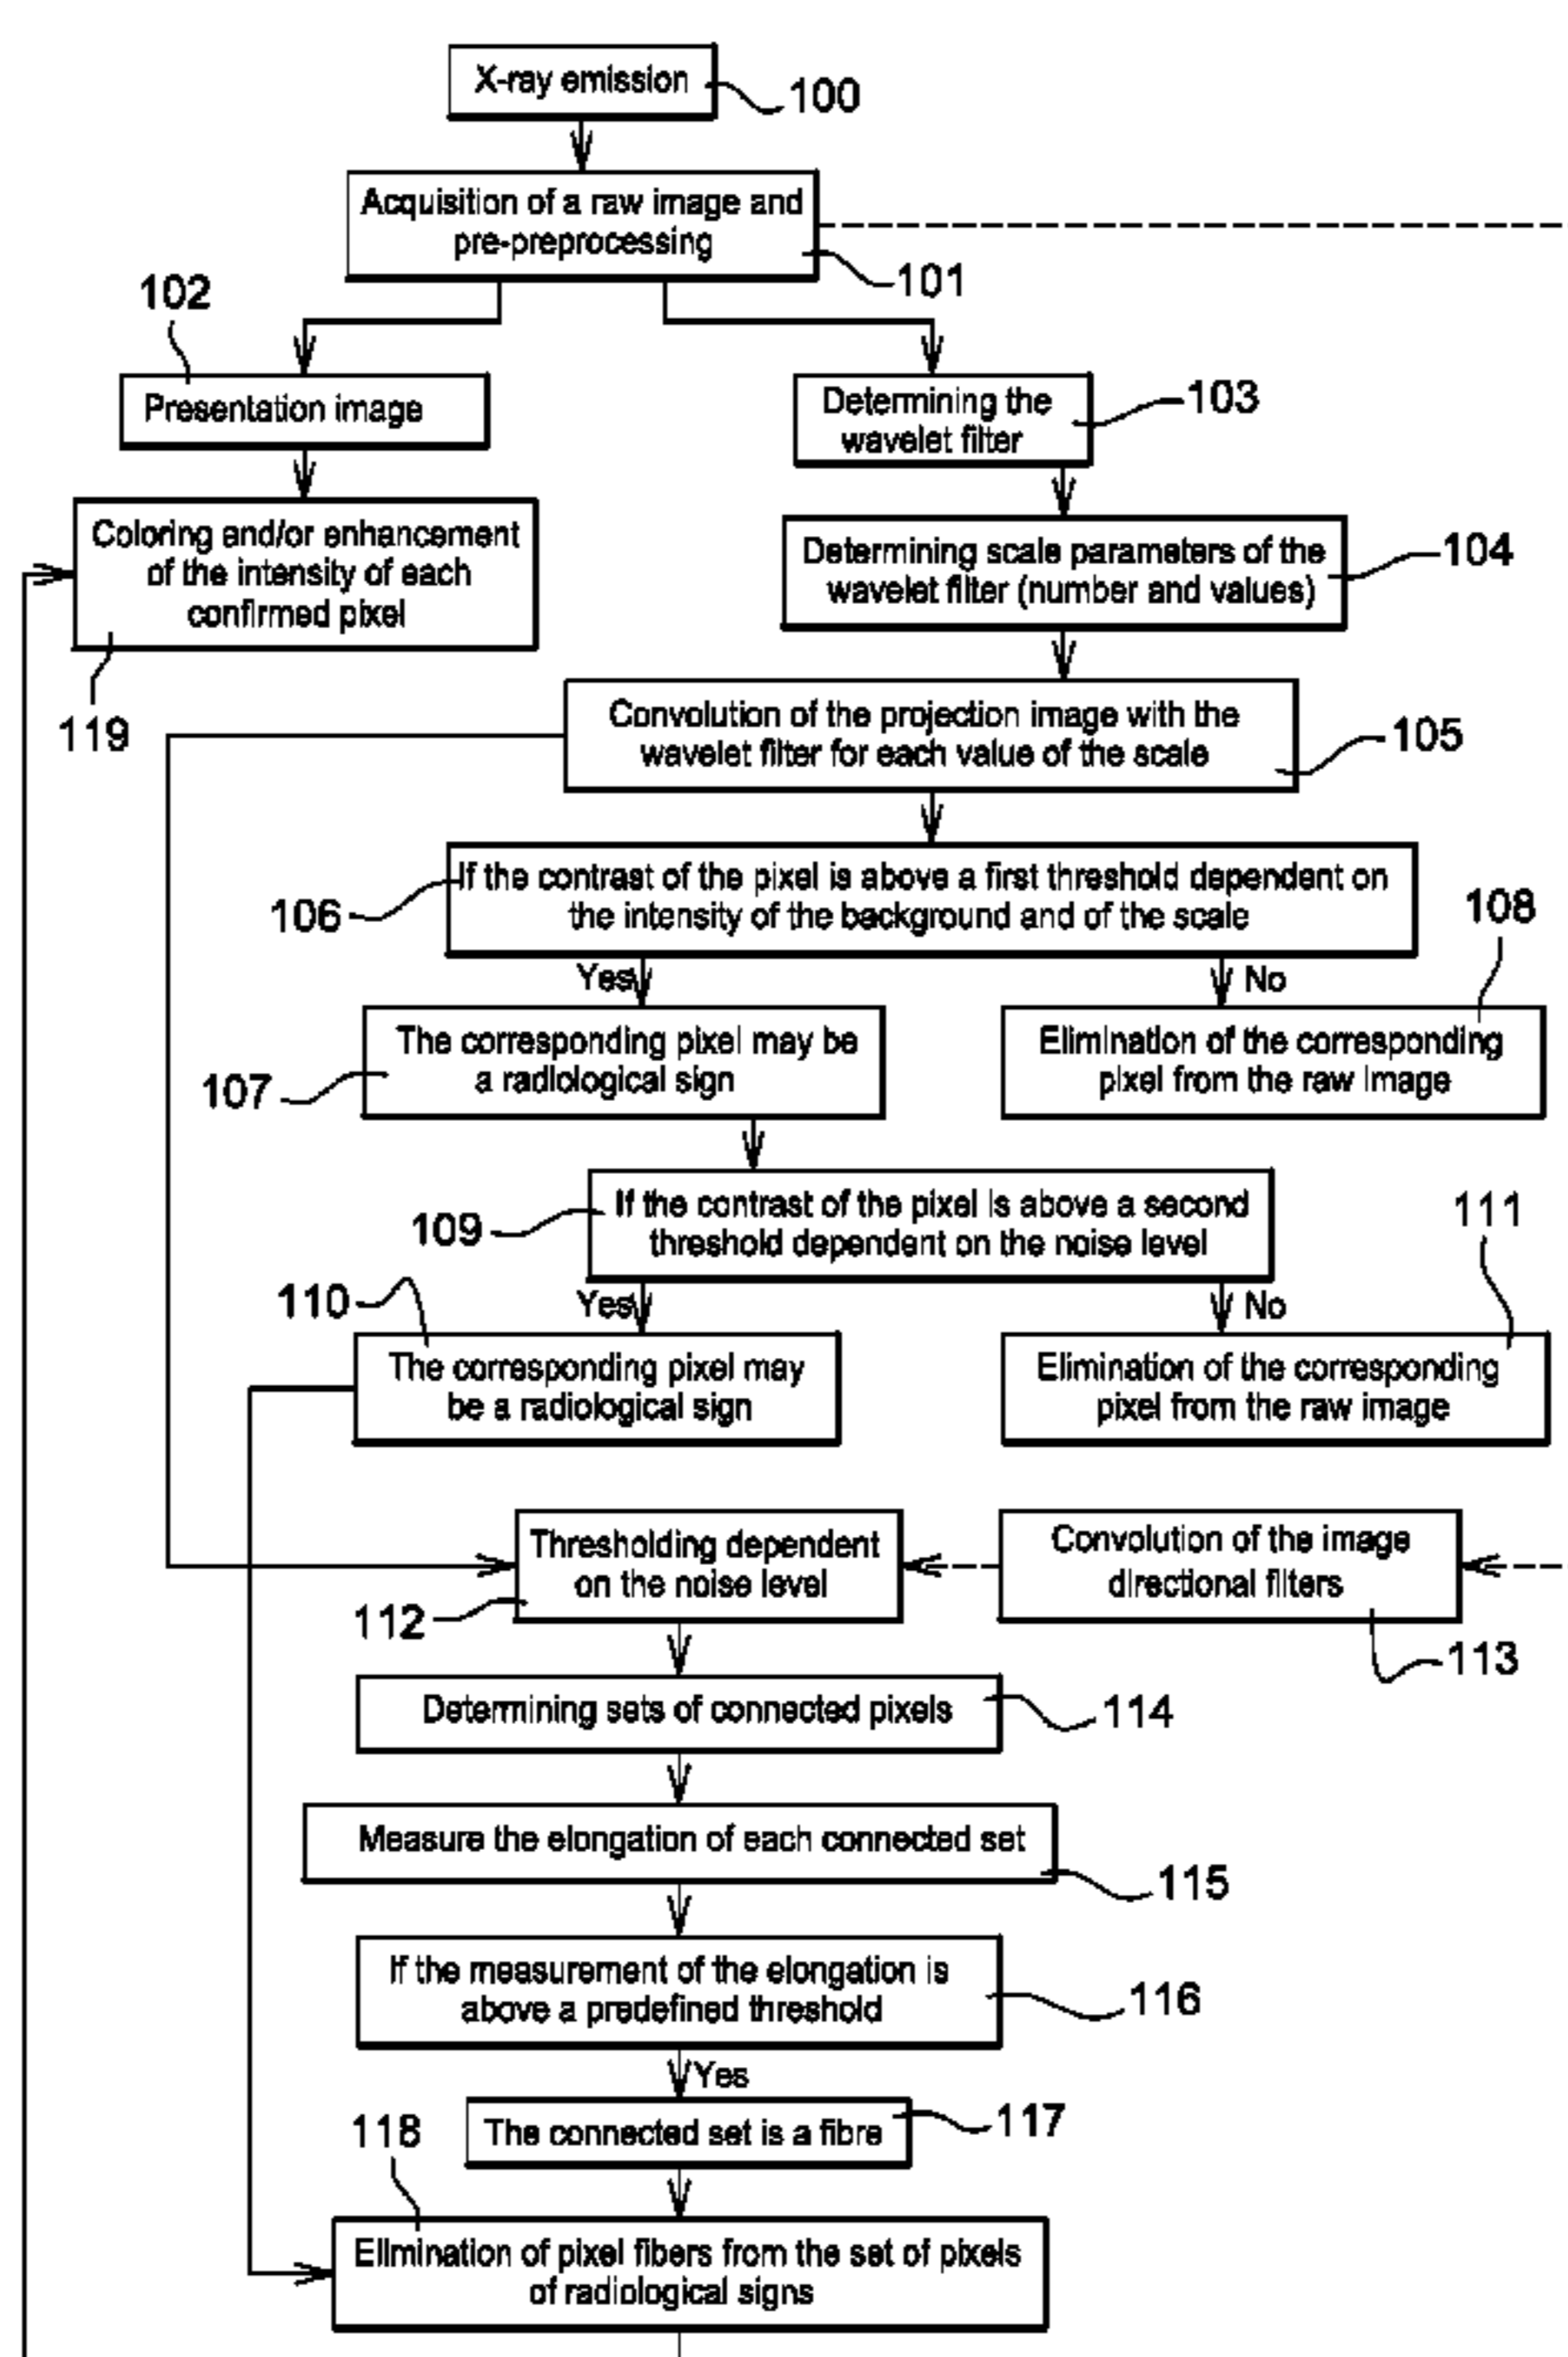 X-ray emission
100
Acquisition of a raw image and
pre-preprocessing
101
102
Presentation image
Determining the
wavelet filter
103
Coloring and/or enhancement
of the intensity of each
confirmed pixel
119
Determining scale parameters of the
wavelet filter (number and values)
104
Convolution of the projection image with the
wavelet filter for each value of the scale
105
106
If the contrast of the pixel is above a first threshold dependent on
the intensity of the background and of the scale
108
Yes
No
107
The corresponding pixel may be
a radiological sign
Elimination of the corresponding
pixel from the raw image
109
If the contrast of the pixel is above a second
threshold dependent on the noise level
111
110
Yes
No
The corresponding pixel may
be a radiological sign
Elimination of the corresponding
pixel from the raw image
Thresholding dependent
on the noise level
112
Convolution of the image
directional filters
113
Determining sets of connected pixels
114
Measure the elongation of each connected set
115
If the measurement of the elongation is
above a predefined threshold
116
Yes
The connected set is a fibre
117
118
Elimination of pixel fibers from the set of pixels
of radiological signs